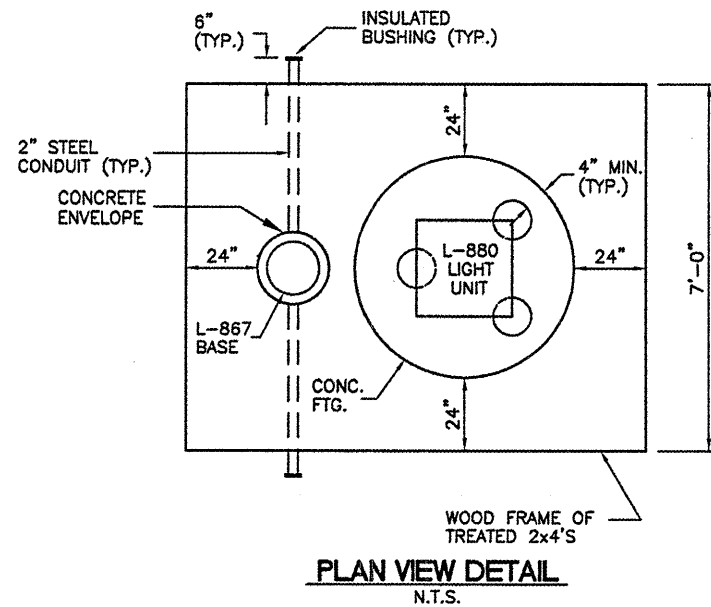 6"
(TYP.)
INSULATED
BUSHING (TYP.)
2" STEEL
CONDUIT (TYP.)
CONCRETE
ENVELOPE
24"
4" MIN.
(TYP.)
24"
L-880
LIGHT
UNIT
24"
7'-0"
L-867
BASE
CONC.
FTG.
24"
WOOD FRAME OF
TREATED 2x4'S
PLAN VIEW DETAIL
N.T.S.